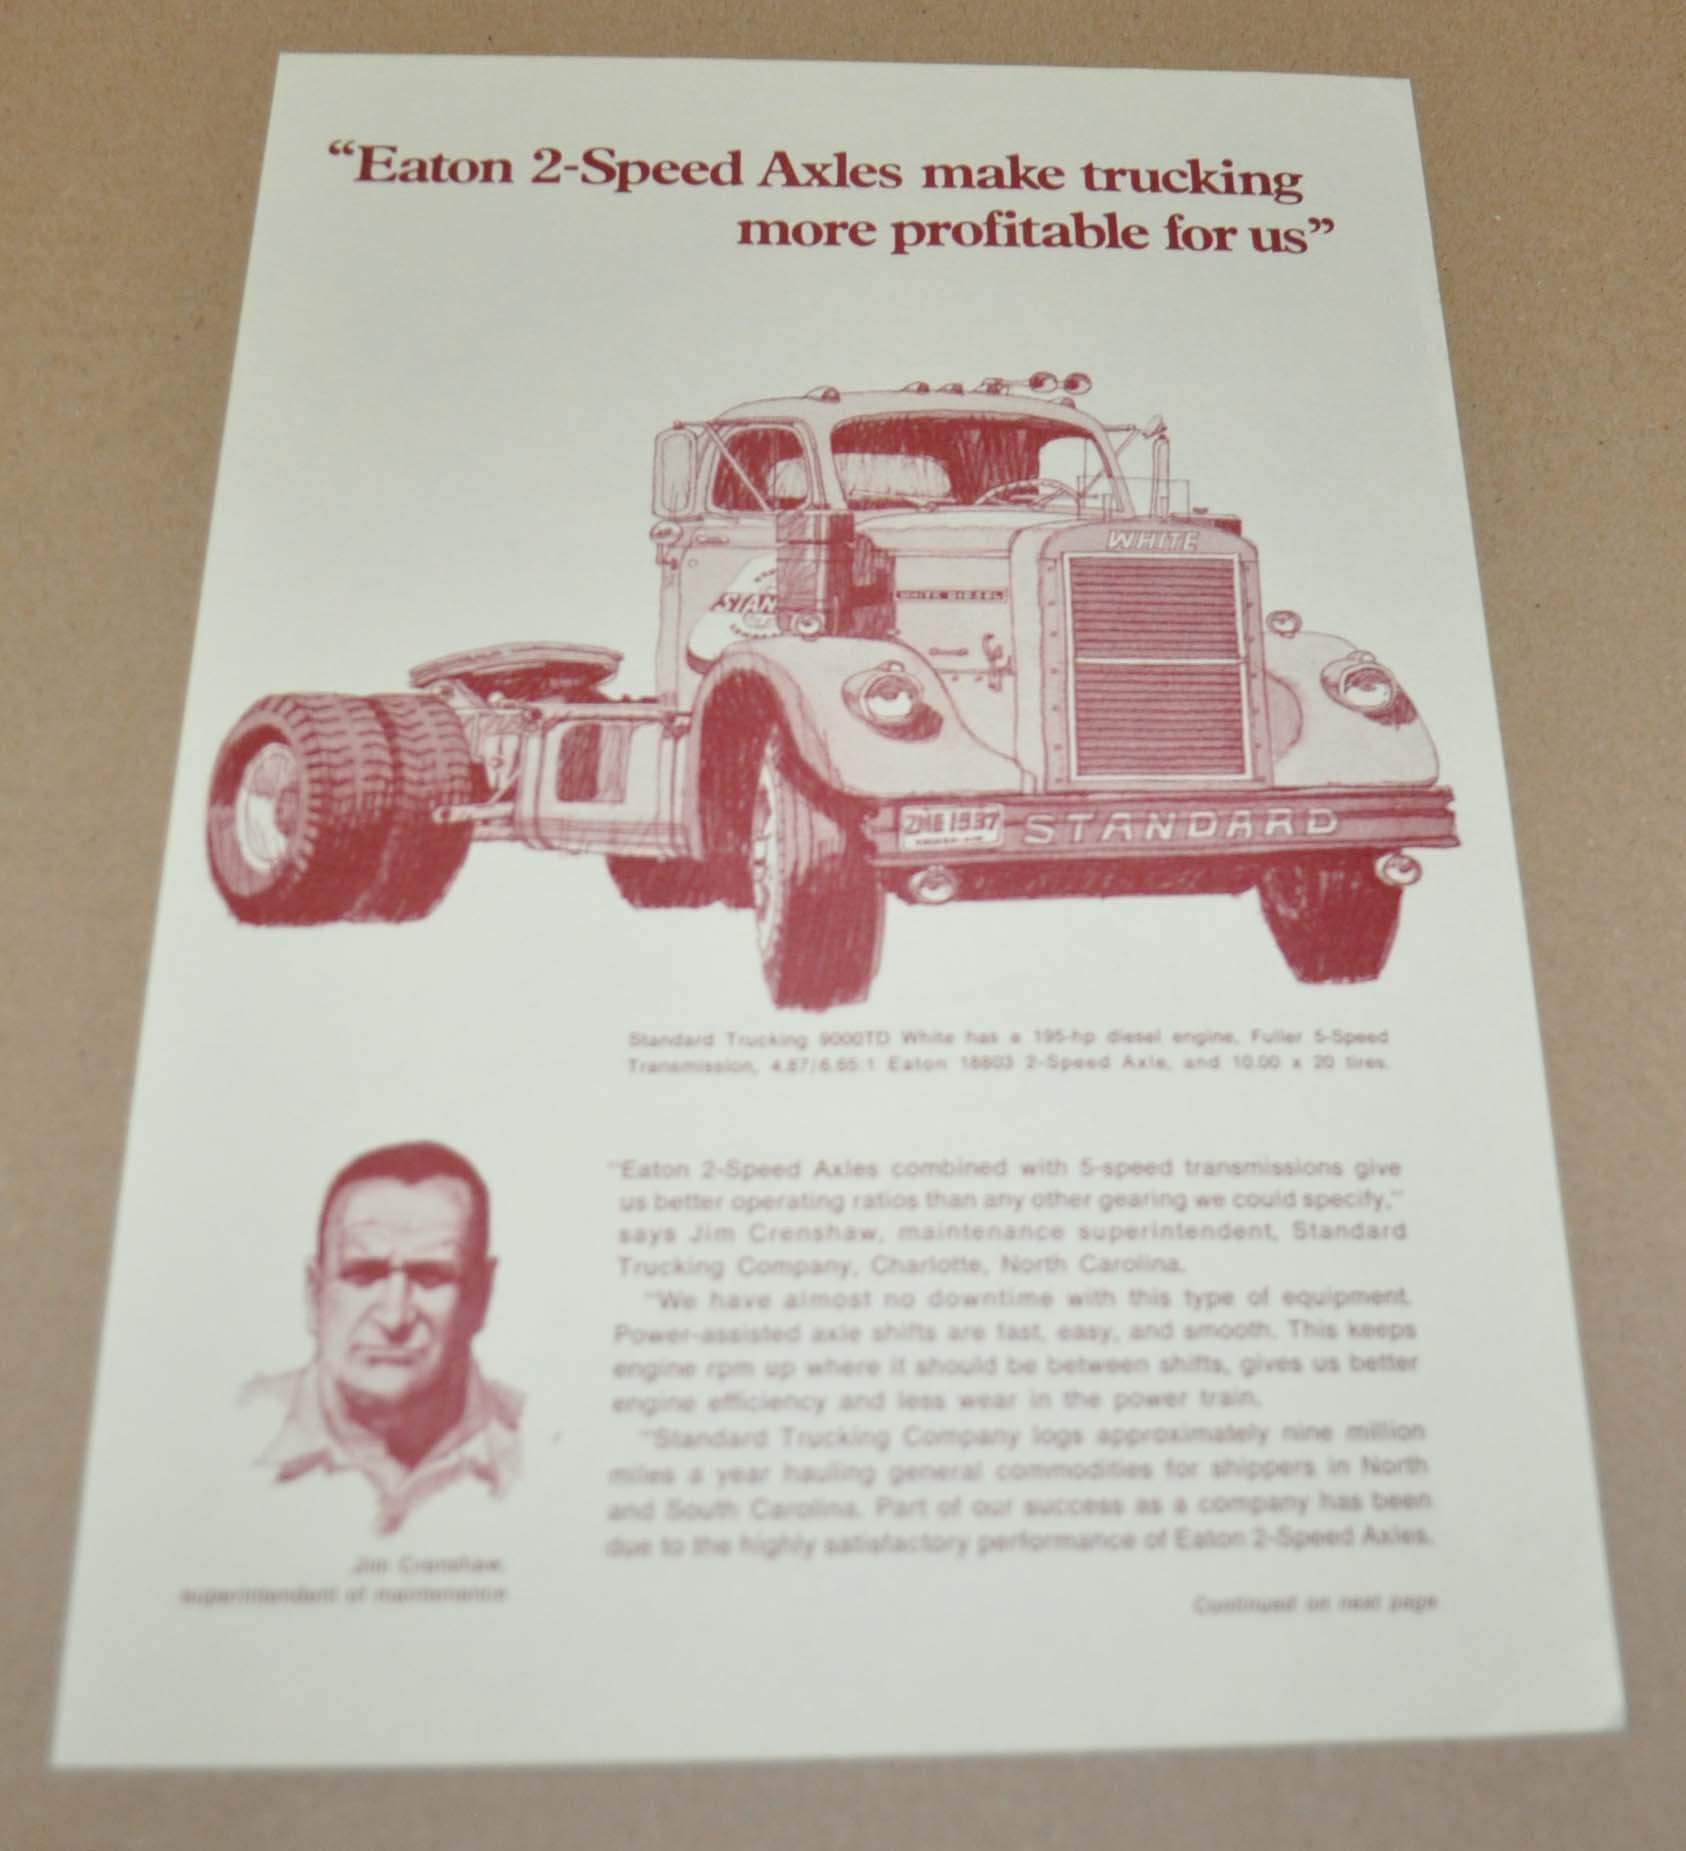 “Eaton 2-Speed Axles make trucking
more profitable for us”
WHITE
STAN
WHITE DIESEL
STANDARD
Standard Trucking 9000TD White has a 195-hp diesel engine, Fuller 5-Speed
Transmission, 4.87/6.65:1 Eaton 18803 2-Speed Axle, and 10.00 x 20 tires.
“Eaton 2-Speed Axles combined with 5-speed transmissions give
us better operating ratios than any other gearing we could specify,”
says Jim Crenshaw, maintenance superintendent, Standard
Trucking Company, Charlotte, North Carolina.
“We have almost no downtime with this type of equipment.
Power-assisted axle shifts are fast, easy, and smooth. This keeps
engine rpm up where it should be between shifts, gives us better
engine efficiency and less wear in the power train.
“Standard Trucking Company logs approximately nine million
miles a year hauling general commodities for shippers in North
and South Carolina. Part of our success as a company has been
due to the highly satisfactory performance of Eaton 2-Speed Axles.
Jim Crenshaw,
superintendent of maintenance
Continued on next page